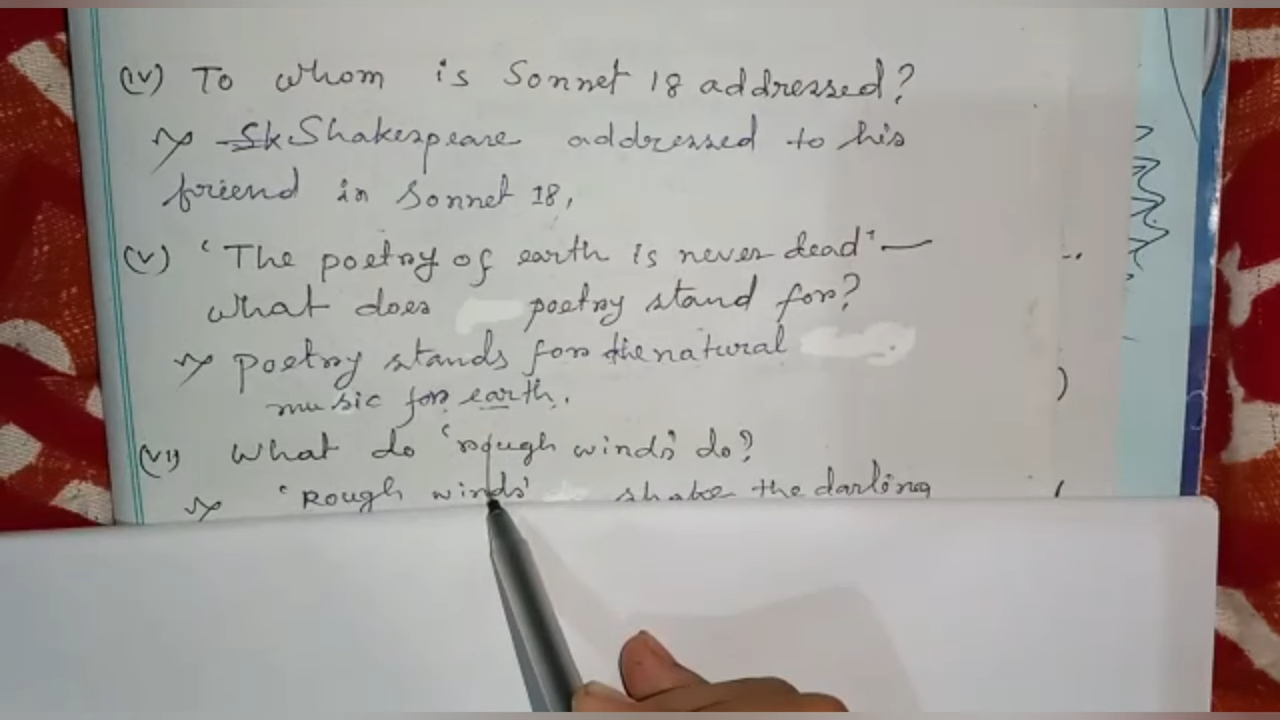 (iv) To whom is Sonnet 18 addressed?
Shakespeare addressed to his
friend in Sonnet 18,
(v) 'The poetry of earth is never dead' —
what does poetry stand for?
poetry stands for the natural
music for earth.
(vi) What do 'rough winds' do?
'Rough winds' shake the darling